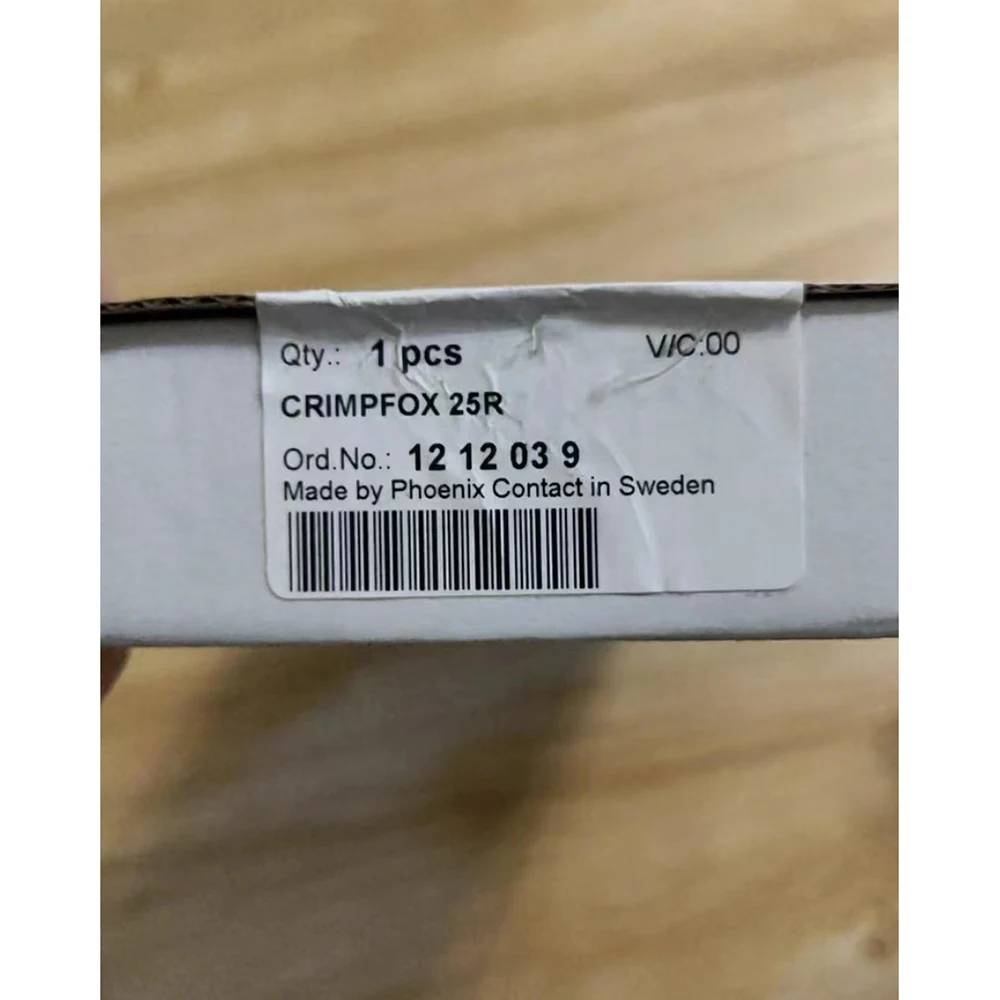 Qty.: 1 pcs V/C:00
CRIMPFOX 25R
Ord.No.: 12 12 03 9
Made by Phoenix Contact in Sweden